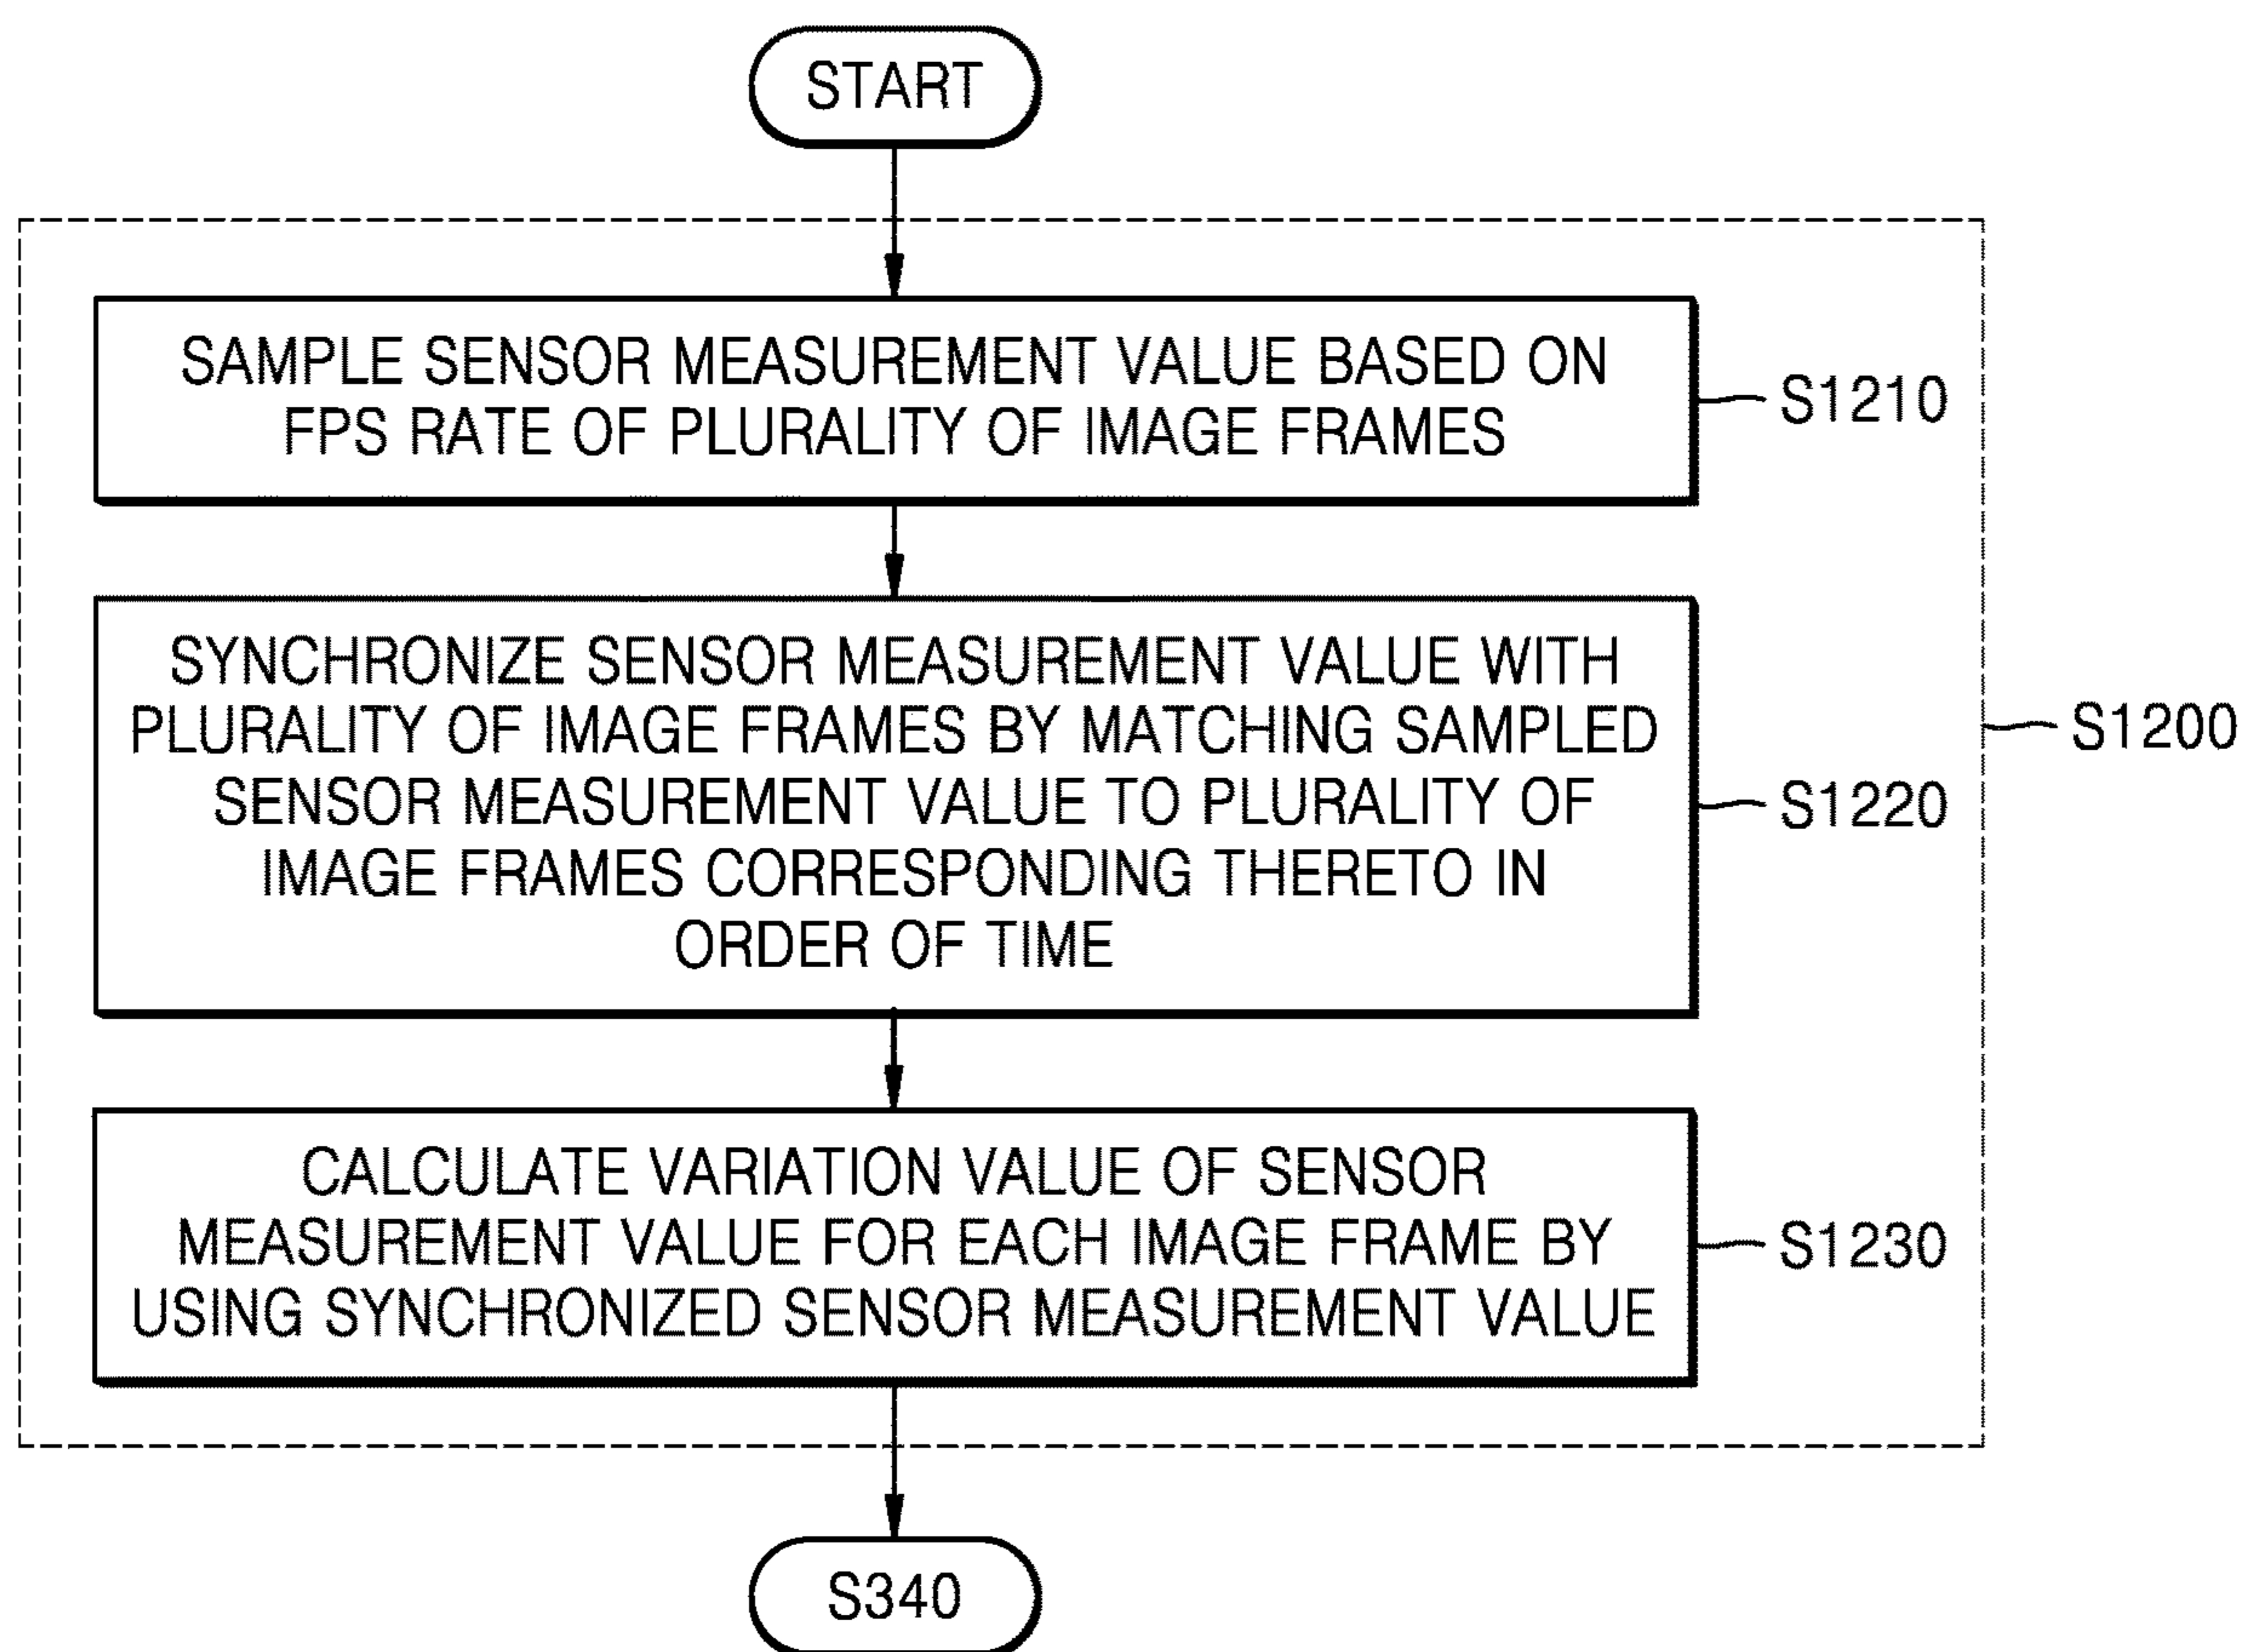 START
SAMPLE SENSOR MEASUREMENT VALUE BASED ON
FPS RATE OF PLURALITY OF IMAGE FRAMES
S1210
SYNCHRONIZE SENSOR MEASUREMENT VALUE WITH
PLURALITY OF IMAGE FRAMES BY MATCHING SAMPLED
SENSOR MEASUREMENT VALUE TO PLURALITY OF
IMAGE FRAMES CORRESPONDING THERETO IN
ORDER OF TIME
S1220
S1200
CALCULATE VARIATION VALUE OF SENSOR
MEASUREMENT VALUE FOR EACH IMAGE FRAME BY
USING SYNCHRONIZED SENSOR MEASUREMENT VALUE
S1230
S340